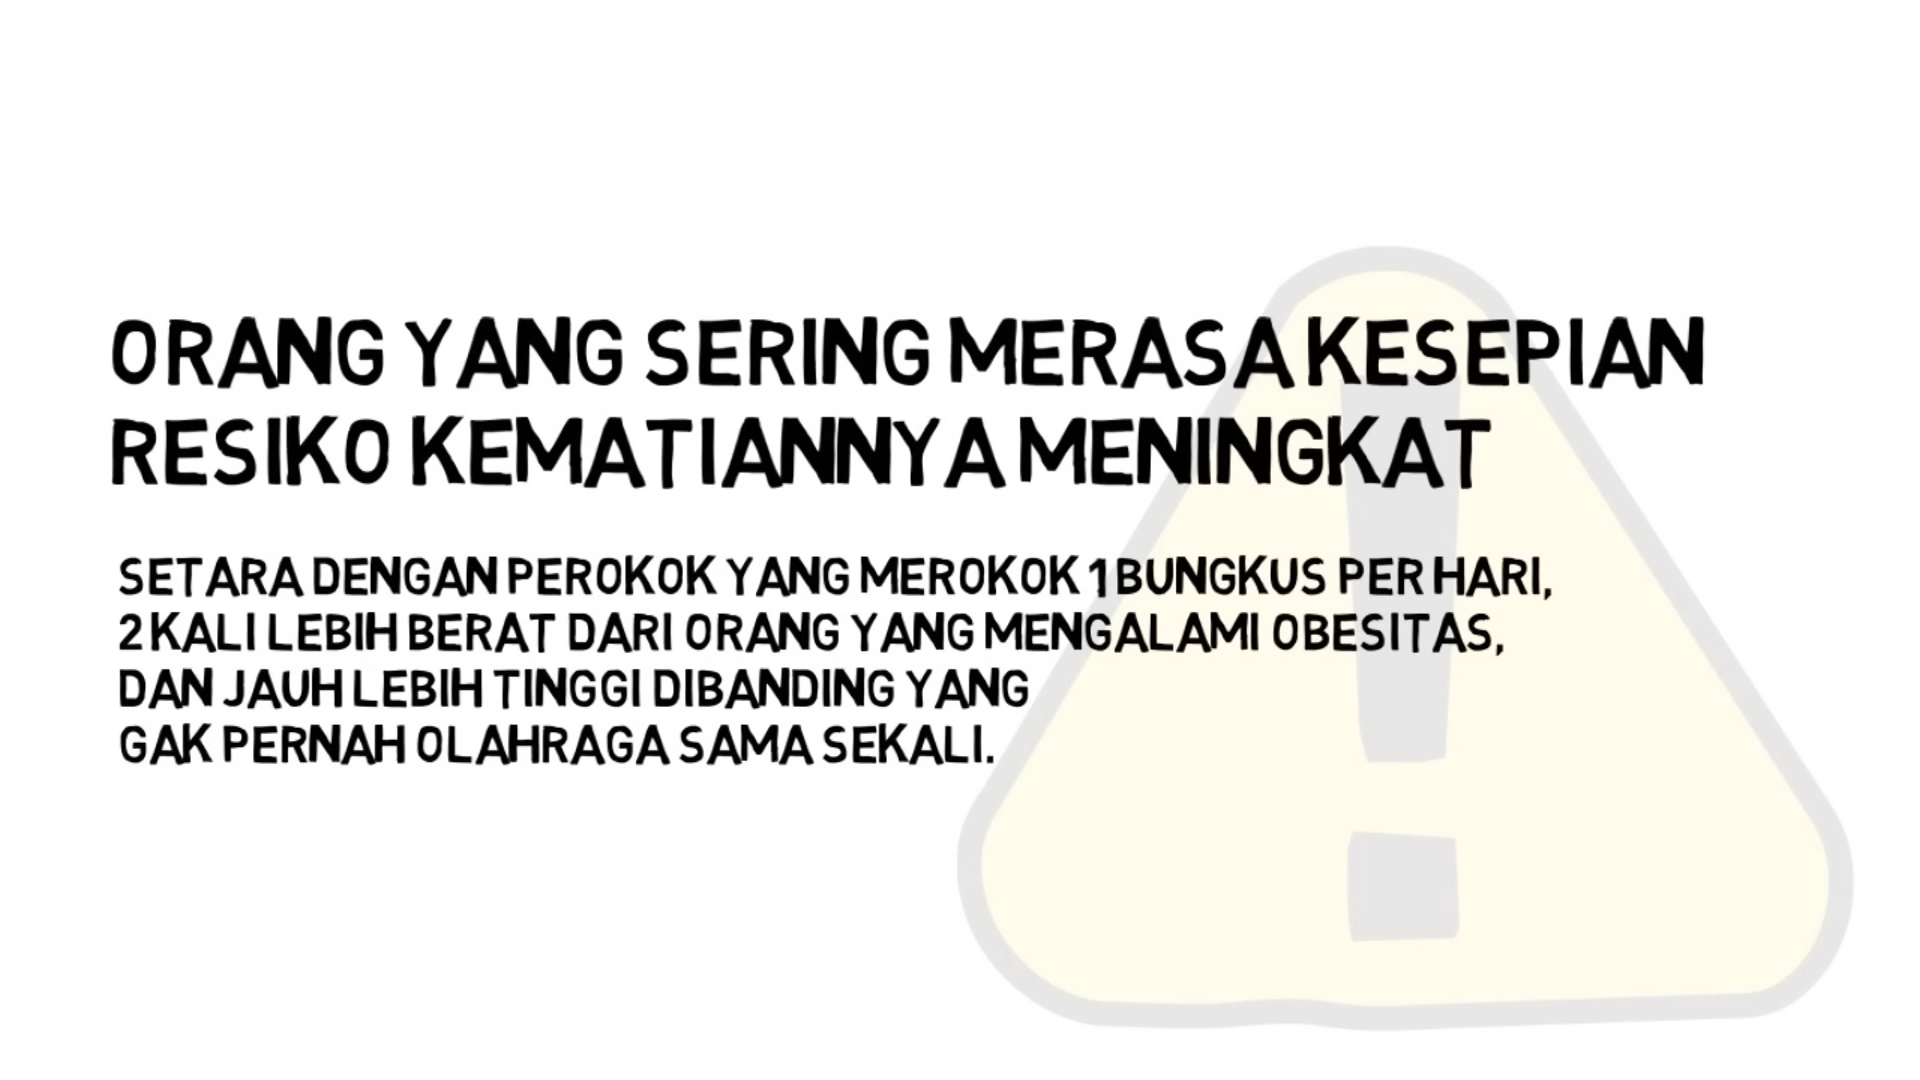 ORANG YANG SERING MERASA KESEPIAN
RESIKO KEMATIANNYA MENINGKAT
SETARA DENGAN PEROKOK YANG MEROKOK 1 BUNGKUS PER HARI,
2 KALI LEBIH BERAT DARI ORANG YANG MENGALAMI OBESITAS,
DAN JAUH LEBIH TINGGI DIBANDING YANG
GAK PERNAH OLAHRAGA SAMA SEKALI.